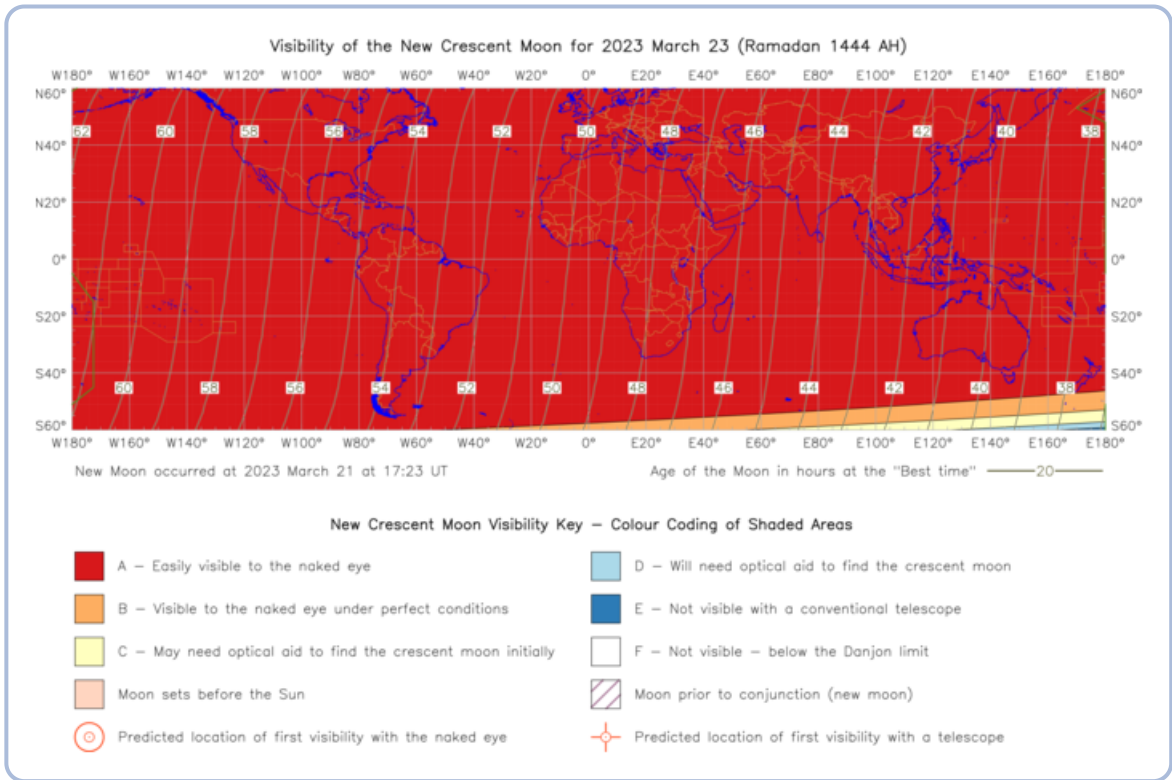 Visibility of the New Crescent Moon for 2023 March 23 (Ramadan 1444 AH)
W180° W160° W140° W120° W100° W80° W60° W40° W20° 0° E20° E40° E60° E80° E100° E120° E140° E160° E180°
N60° N60°
62 60 58 56 54 52 50 48 46 44 42 40 38
N40° N40°
N20° N20°
0° 0°
S20° S20°
S40° S40°
60 58 56 54 52 50 48 46 44 42 40 38
S60° S60°
W180° W160° W140° W120° W100° W80° W60° W40° W20° 0° E20° E40° E60° E80° E100° E120° E140° E160° E180°
New Moon occurred at 2023 March 21 at 17:23 UT Age of the Moon in hours at the "Best time" 20
New Crescent Moon Visibility Key – Colour Coding of Shaded Areas
A – Easily visible to the naked eye D – Will need optical aid to find the crescent moon
B – Visible to the naked eye under perfect conditions E – Not visible with a conventional telescope
C – May need optical aid to find the crescent moon initially F – Not visible – below the Danjon limit
Moon sets before the Sun Moon prior to conjunction (new moon)
Predicted location of first visibility with the naked eye Predicted location of first visibility with a telescope